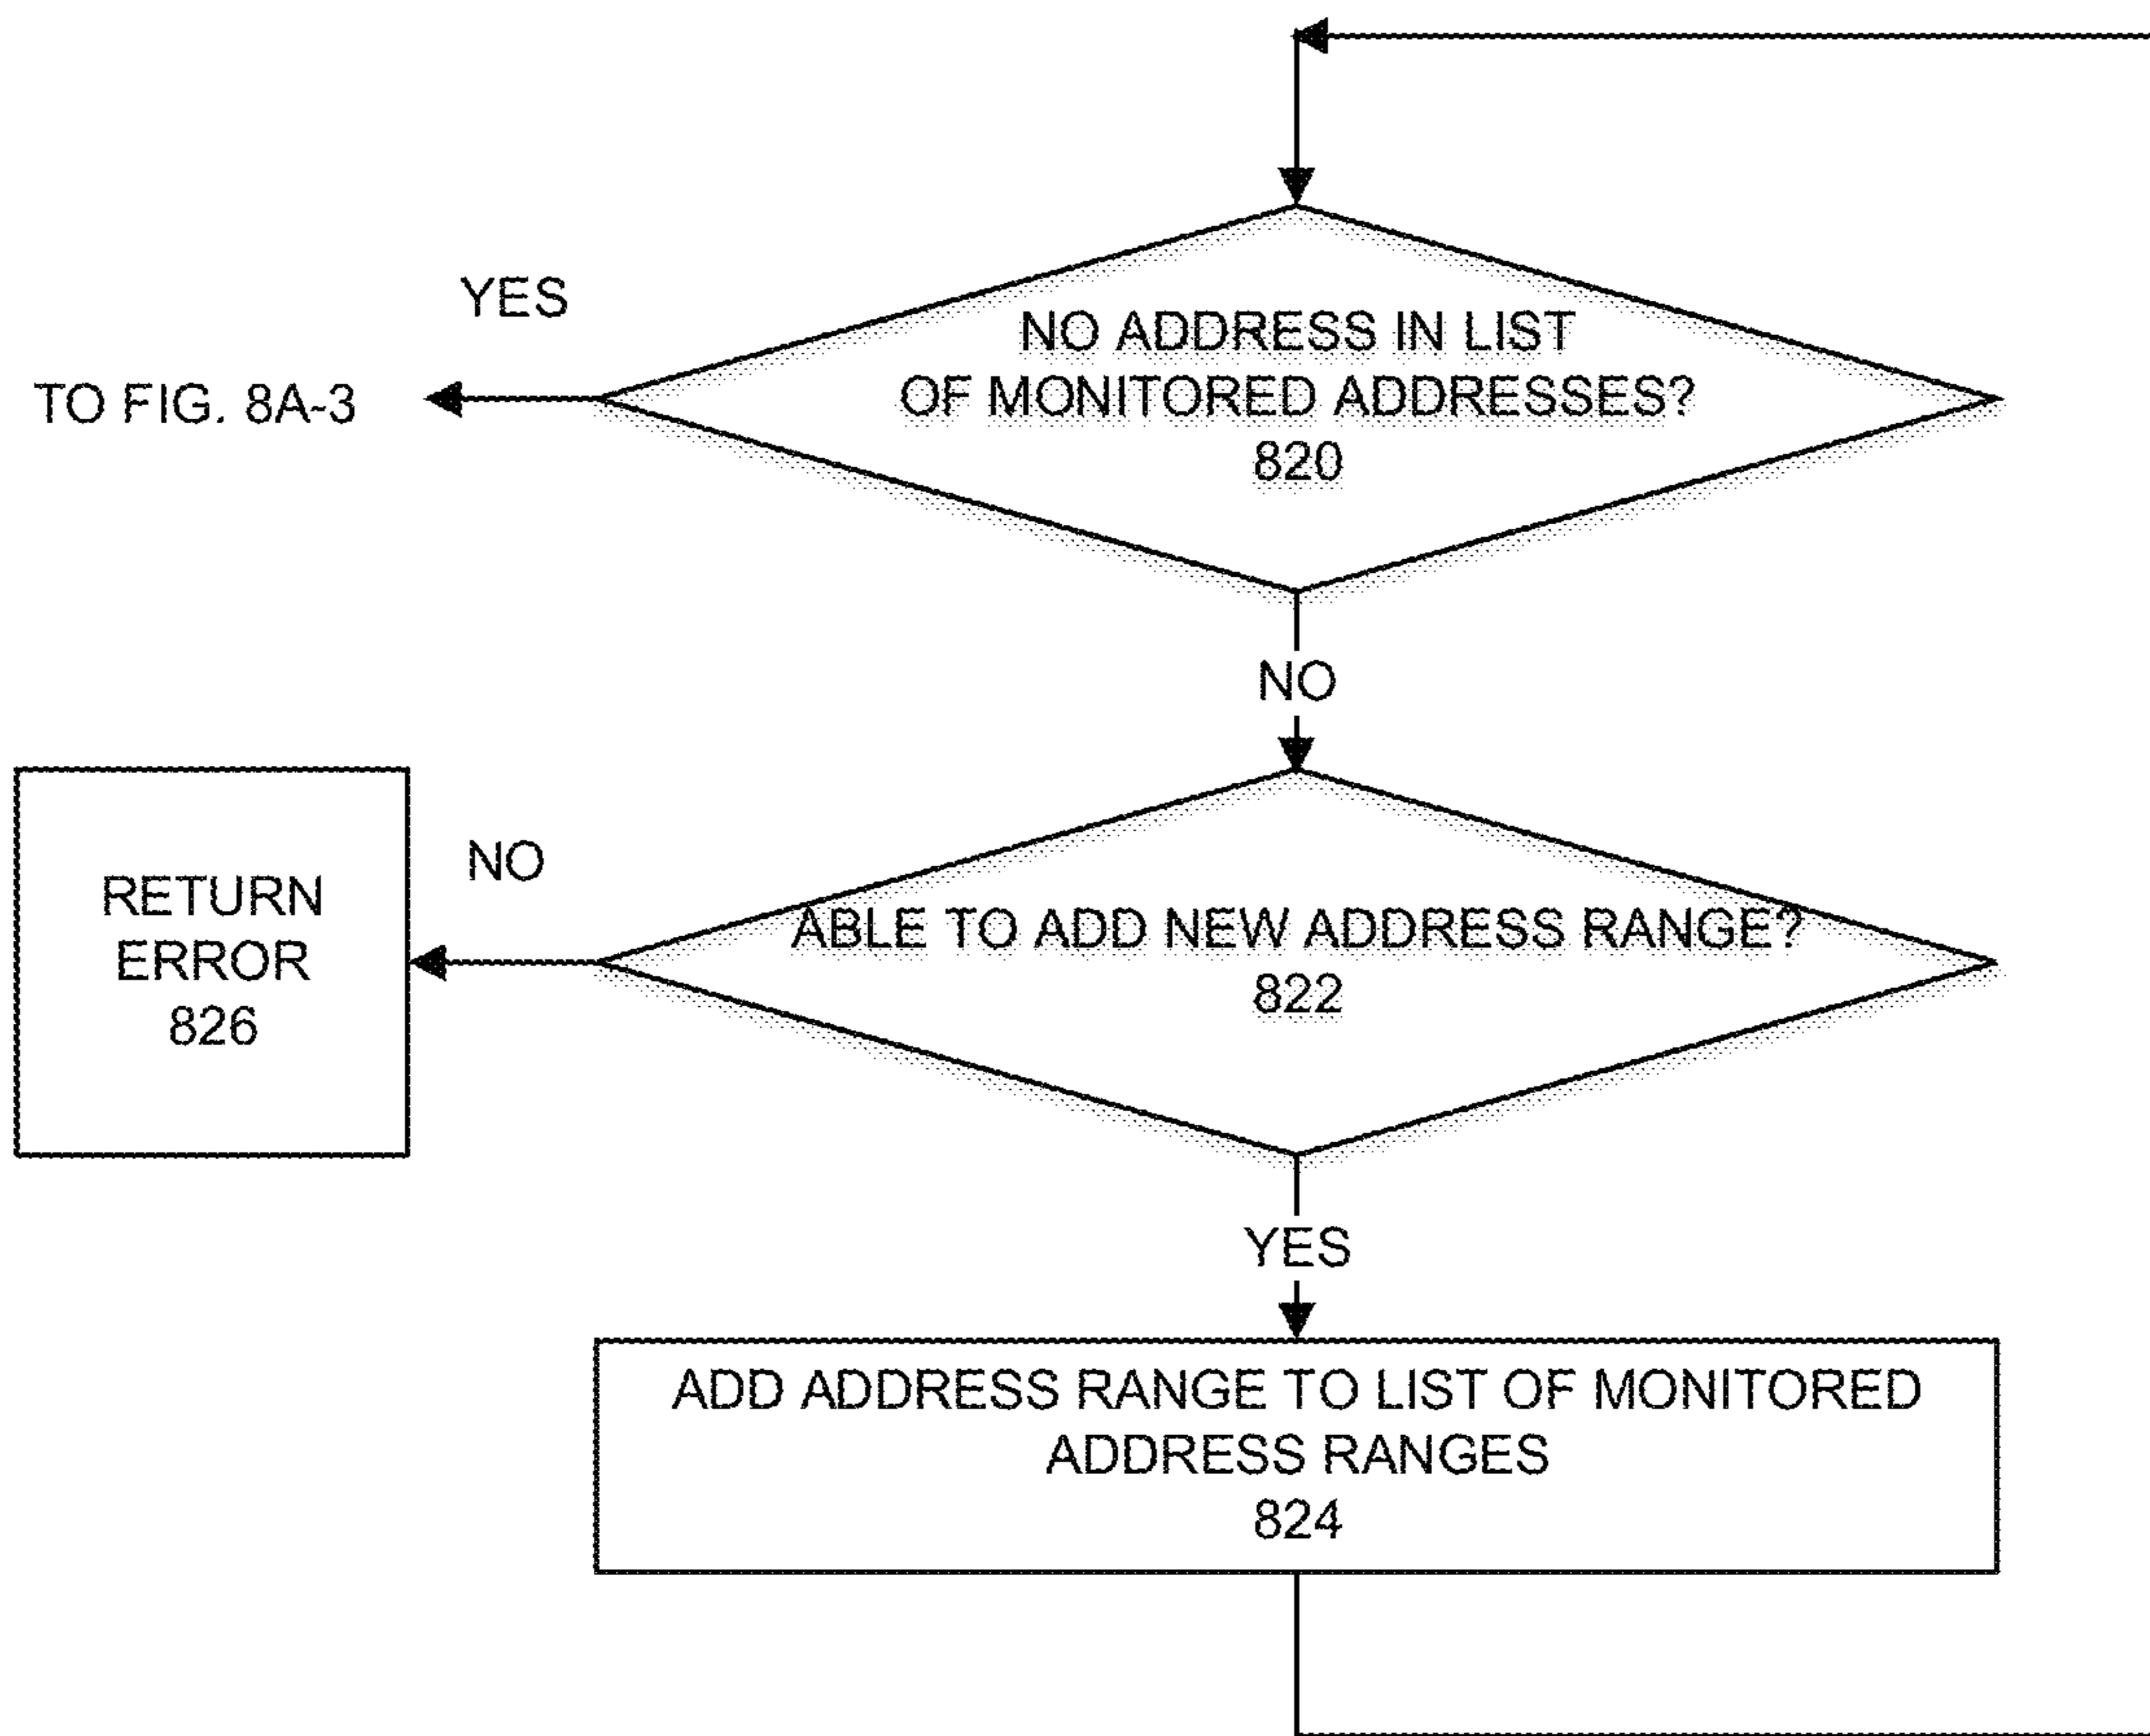 YES
NO ADDRESS IN LIST
OF MONITORED ADDRESSES?
820
TO FIG. 8A-3
NO
RETURN
ERROR
826
NO
ABLE TO ADD NEW ADDRESS RANGE?
822
YES
ADD ADDRESS RANGE TO LIST OF MONITORED
ADDRESS RANGES
824